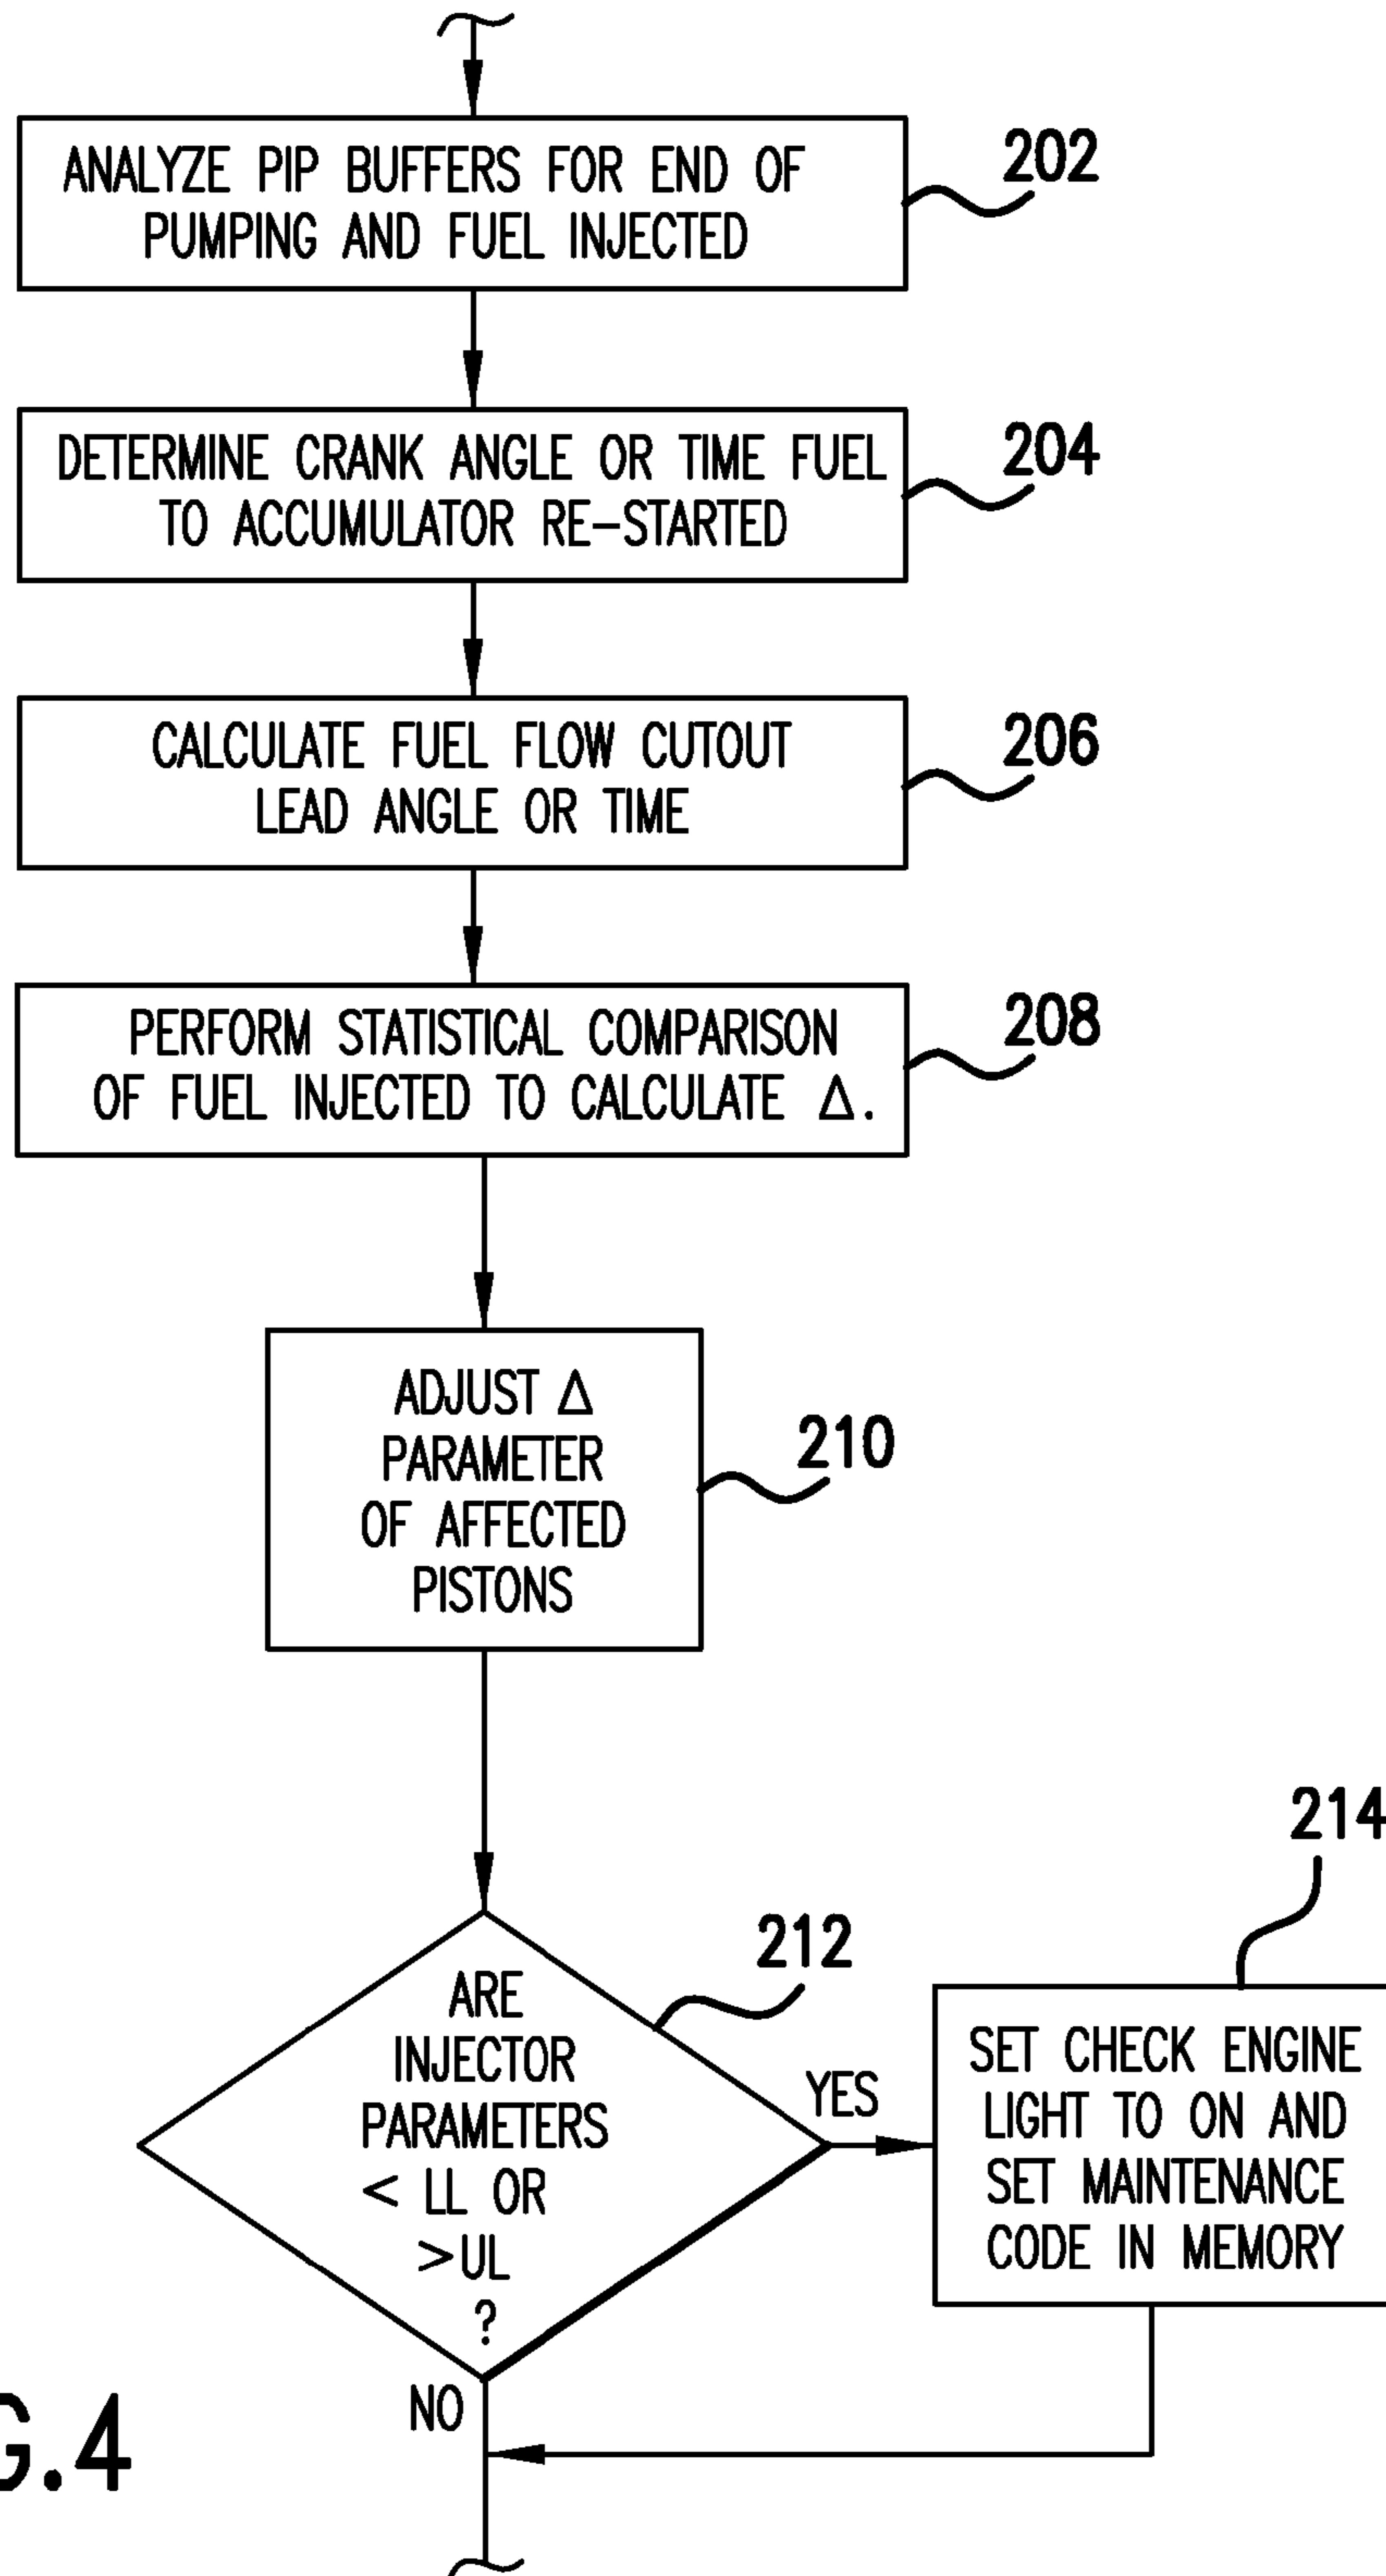 ANALYZE PIP BUFFERS FOR END OF
PUMPING AND FUEL INJECTED
202
DETERMINE CRANK ANGLE OR TIME FUEL
TO ACCUMULATOR RE-STARTED
204
CALCULATE FUEL FLOW CUTOUT
LEAD ANGLE OR TIME
206
PERFORM STATISTICAL COMPARISON
OF FUEL INJECTED TO CALCULATE Δ.
208
ADJUST Δ
PARAMETER
OF AFFECTED
PISTONS
210
ARE
INJECTOR
PARAMETERS
< LL OR
>UL
?
212
YES
214
SET CHECK ENGINE
LIGHT TO ON AND
SET MAINTENANCE
CODE IN MEMORY
NO
G.4